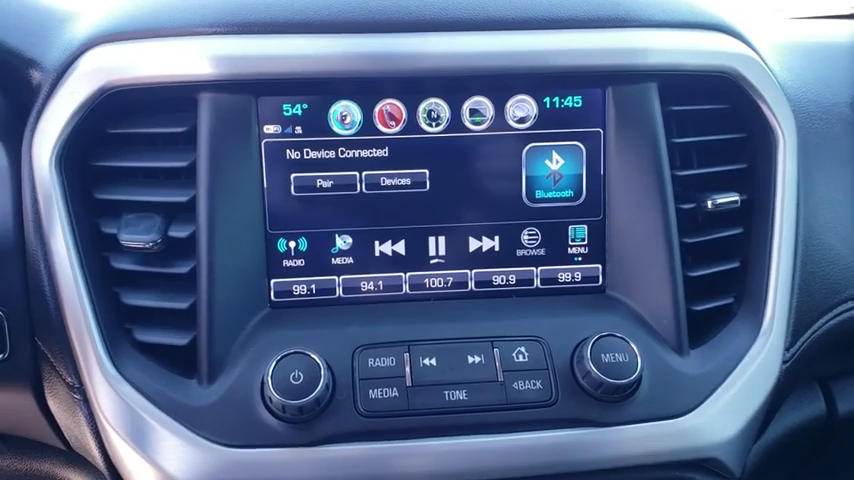 54° N 11:45
No Device Connected
Pair Devices
Bluetooth
RADIO MEDIA BROWSE MENU
99.1 94.1 100.7 90.9 99.9
RADIO MENU
MEDIA TONE BACK